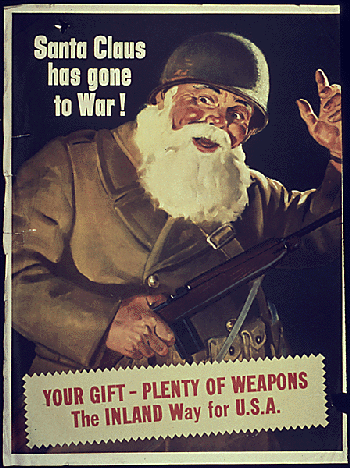 Santa Claus
has gone
to War!
YOUR GIFT - PLENTY OF WEAPONS
The INLAND Way for U.S.A.